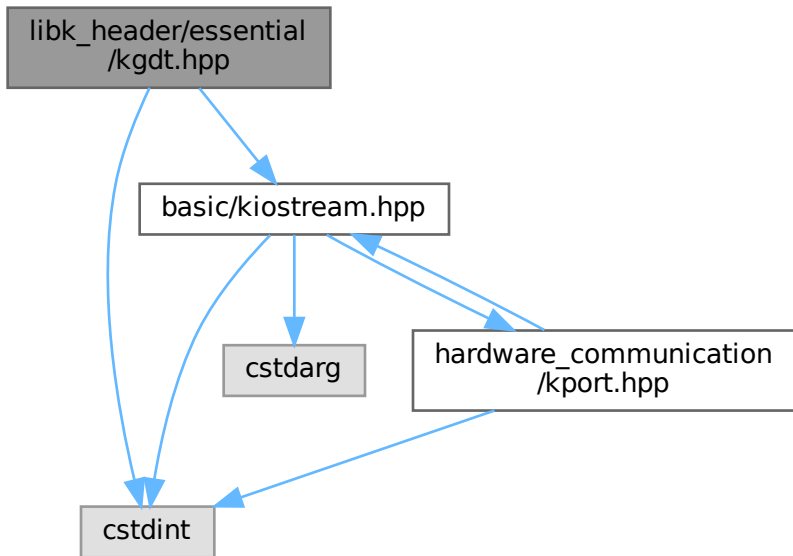 libk_header/essential
/kgdt.hpp
basic/kiostream.hpp
cstdarg
hardware_communication
/kport.hpp
cstdint